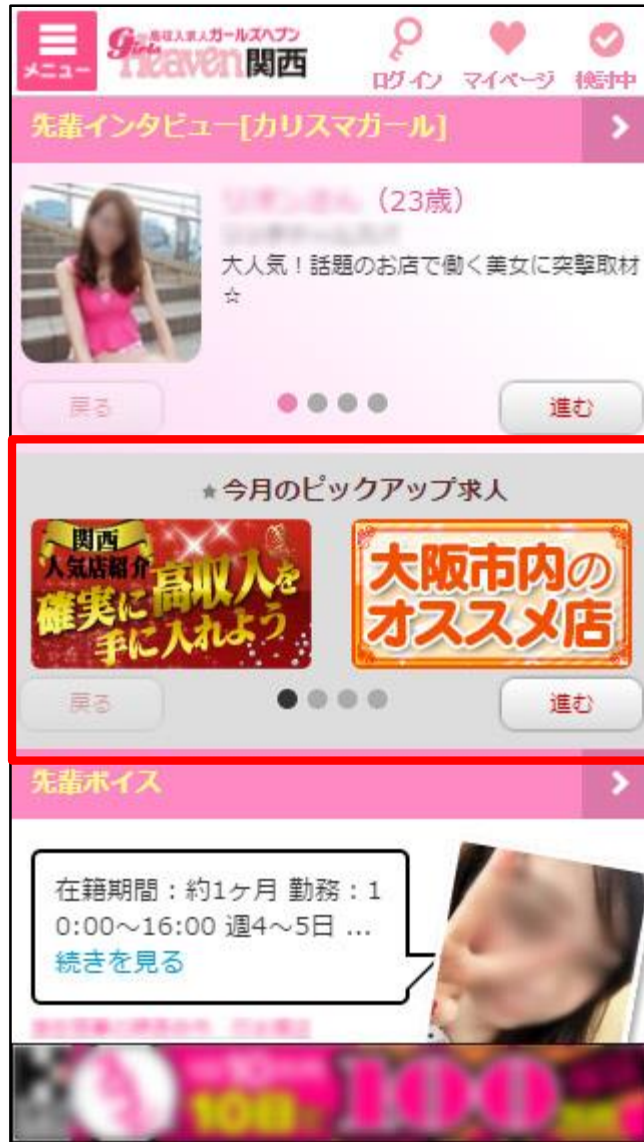 メニュー
高収入求人ガールズヘブン
Girls Heaven 関西
ログイン マイページ 検討中
先輩インタビュー[カリスマガール]
(23歳)
大人気！話題のお店で働く美女に突撃取材
☆
戻る 進む
★今月のピックアップ求人
関西
人気店紹介
確実に高収入を
手に入れよう
大阪市内の
オススメ店
戻る 進む
先輩ボイス
在籍期間：約1ヶ月 勤務：1
0:00～16:00 週4～5日 ...
続きを見る
10日
100